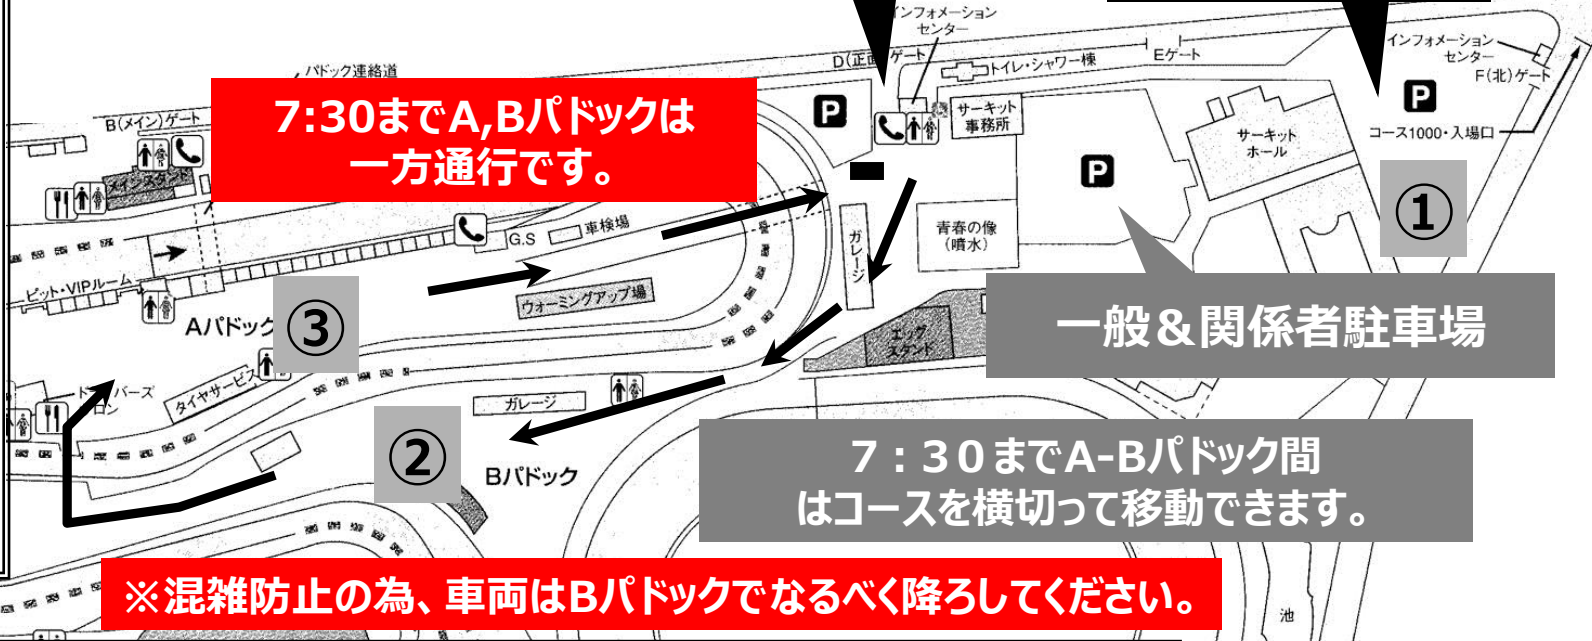 インフォメーション
センター
D(正面)ゲート
トイレ・シャワー棟
Eゲート
インフォメーション
センター
F(北)ゲート
パドック連絡道
7:30までA,Bパドックは
一方通行です。
B(メイン)ゲート
P
サーキット
事務所
P
サーキット
ホール
P
コース1000・入場口
①
メインスタンド
G.S
車検場
ガレージ
青春の像
(噴水)
ピット・VIPルーム
ウォーミングアップ場
Aパドック
③
一般&関係者駐車場
エッグ
スタンド
タイヤサービス
ガレージ
②
Bパドック
7:30までA-Bパドック間
はコースを横切って移動できます。
※混雑防止の為、車両はBパドックでなるべく降ろしてください。
池